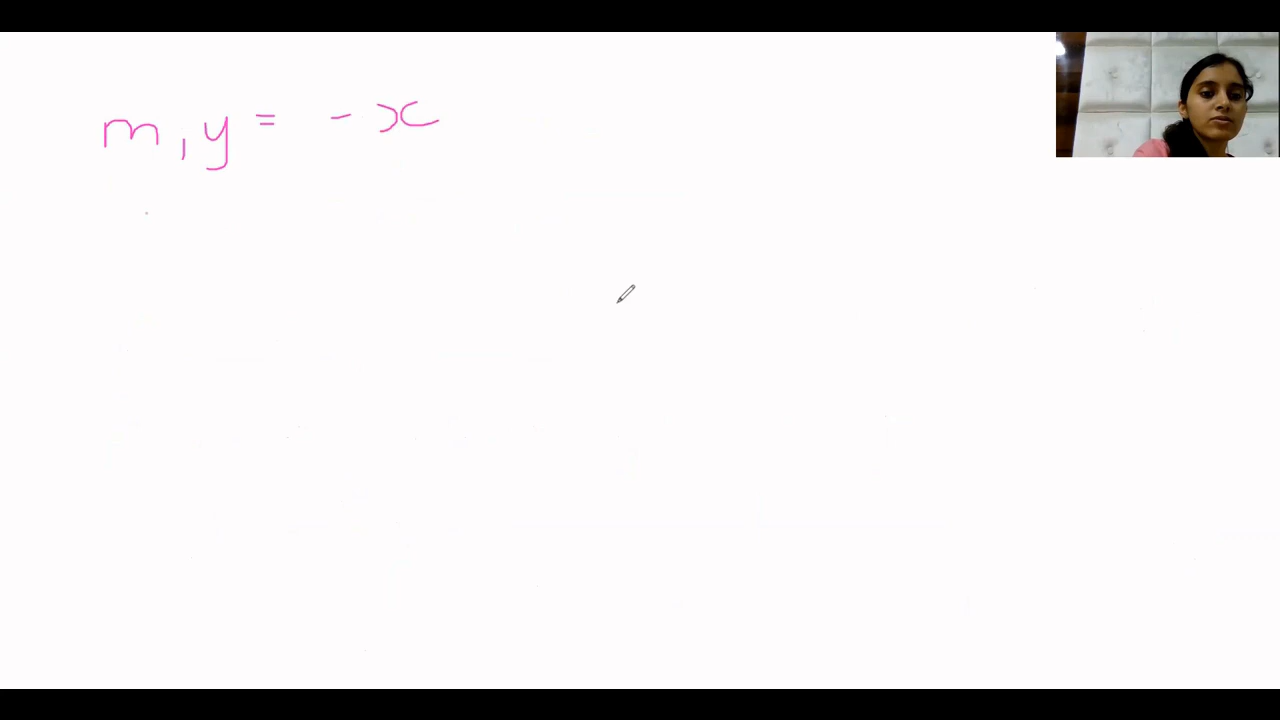 m, y = - x